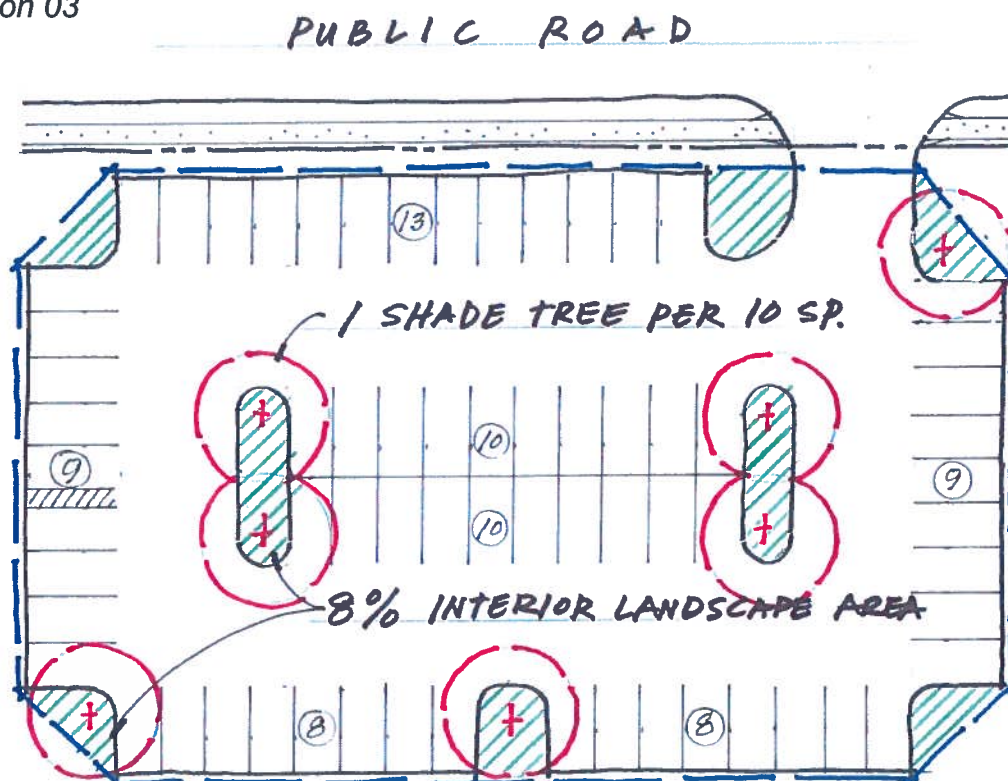 on 03
PUBLIC ROAD
13
1 SHADE TREE PER 10 SP.
10
9
9
10
8% INTERIOR LANDSCAPE AREA
8
8